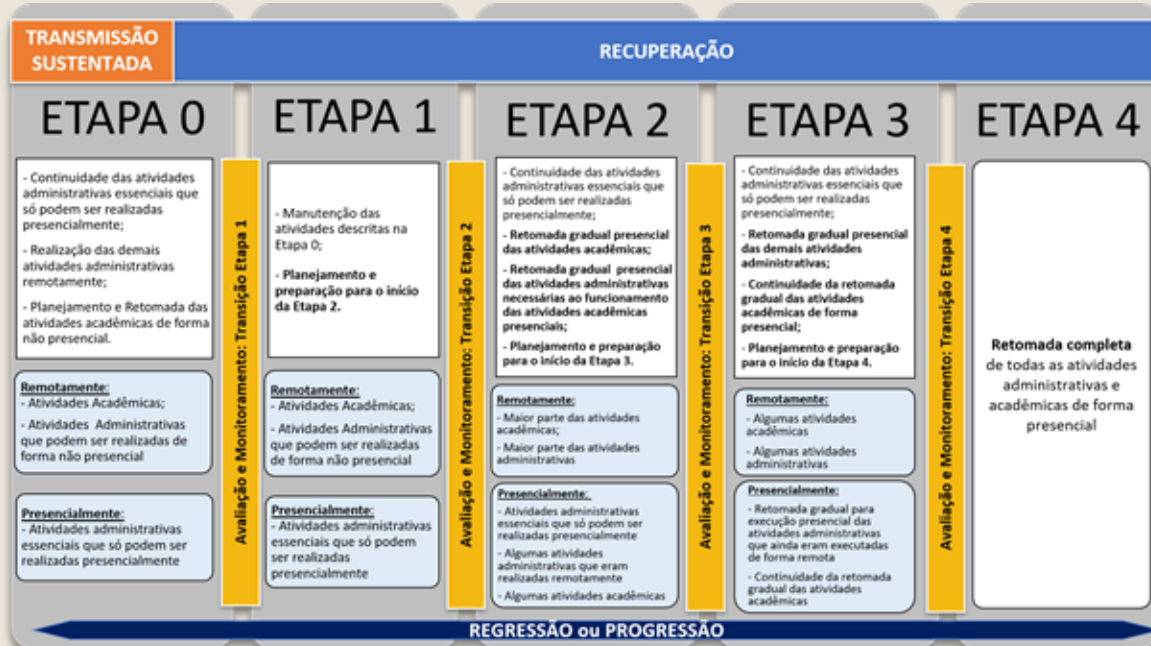 TRANSMISSÃO
SUSTENTADA
RECUPERAÇÃO
ETAPA 0
- Continuidade das atividades
administrativas essenciais que
só podem ser realizadas
presencialmente;
- Realização das demais
atividades administrativas
remotamente;
- Planejamento e Retomada das
atividades acadêmicas de forma
não presencial.
Remotamente:
- Atividades Acadêmicas;
- Atividades Administrativas
que podem ser realizadas de
forma não presencial
Presencialmente:
- Atividades administrativas
essenciais que só podem ser
realizadas presencialmente
Avaliação e Monitoramento: Transição Etapa 1
ETAPA 1
- Manutenção das
atividades descritas na
Etapa 0;
- Planejamento e
preparação para o início
da Etapa 2.
Remotamente:
- Atividades Acadêmicas;
- Atividades Administrativas
que podem ser realizadas
de forma não presencial
Presencialmente:
- Atividades administrativas
essenciais que só podem
ser realizadas
presencialmente
Avaliação e Monitoramento: Transição Etapa 2
ETAPA 2
- Continuidade das atividades
administrativas essenciais que
só podem ser realizadas
presencialmente;
- Retomada gradual presencial
das atividades acadêmicas;
- Retomada gradual presencial
das atividades administrativas
necessárias ao funcionamento
das atividades acadêmicas
presenciais;
- Planejamento e preparação
para o início da Etapa 3.
Remotamente:
- Maior parte das atividades
acadêmicas;
- Maior parte das atividades
administrativas
Presencialmente:
- Atividades administrativas
essenciais que só podem ser
realizadas presencialmente
- Algumas atividades
administrativas que eram
realizadas remotamente
- Algumas atividades acadêmicas
Avaliação e Monitoramento: Transição Etapa 3
ETAPA 3
- Continuidade das atividades
administrativas essenciais que
só podem ser realizadas
presencialmente;
- Retomada gradual presencial
das demais atividades
administrativas;
- Continuidade da retomada
gradual das atividades
acadêmicas de forma
presencial;
- Planejamento e preparação
para o início da Etapa 4.
Remotamente:
- Algumas atividades
acadêmicas
- Algumas atividades
administrativas
Presencialmente:
- Retomada gradual para
execução presencial das
atividades administrativas
que ainda eram executadas
de forma remota
- Continuidade da retomada
gradual das atividades
acadêmicas
Avaliação e Monitoramento: Transição Etapa 4
ETAPA 4
Retomada completa
de todas as atividades
administrativas e
acadêmicas de forma
presencial
REGRESSÃO ou PROGRESSÃO